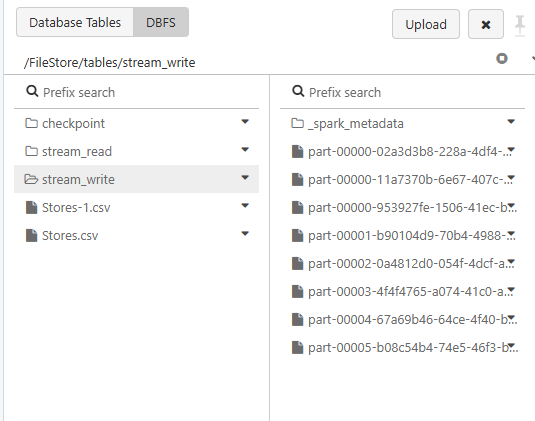 Database Tables DBFS Upload
/FileStore/tables/stream_write
Prefix search
checkpoint
stream_read
stream_write
Stores-1.csv
Stores.csv
Prefix search
_spark_metadata
part-00000-02a3d3b8-228a-4df4-...
part-00000-11a7370b-6e67-407c-...
part-00000-953927fe-1506-41ec-b...
part-00001-b90104d9-70b4-4988-...
part-00002-0a4812d0-054f-4dcf-a...
part-00003-4f4f4765-a074-41c0-a...
part-00004-67a69b46-64ce-4f40-b...
part-00005-b08c54b4-74e5-46f3-b...